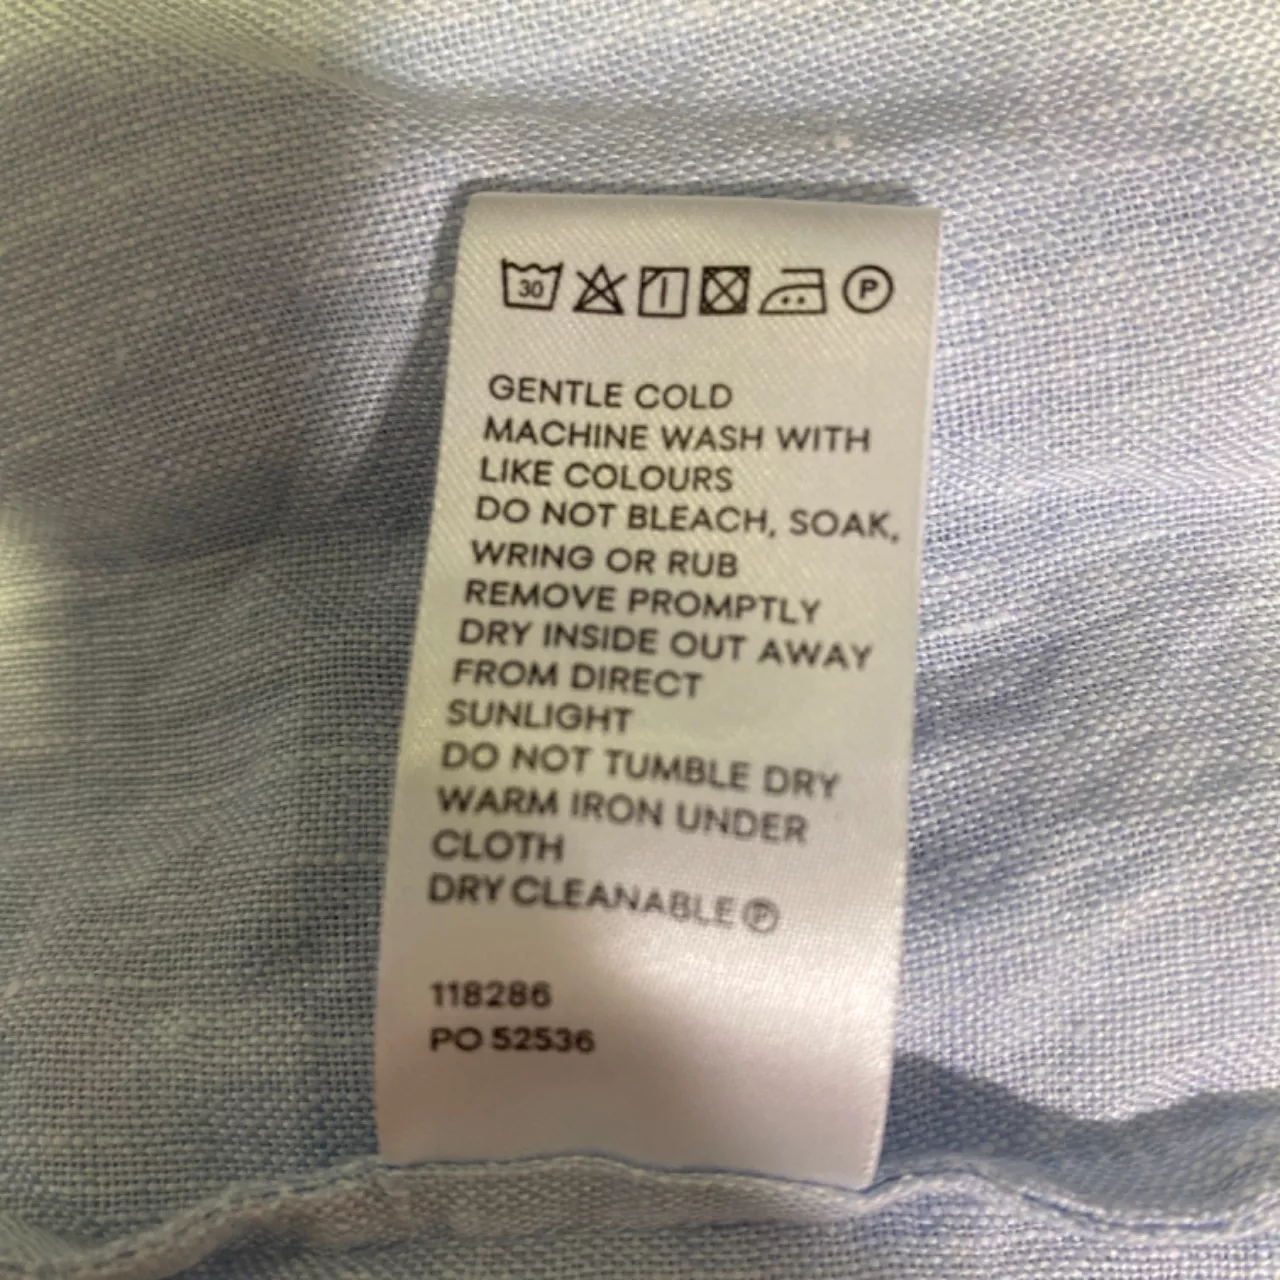 30 P
GENTLE COLD
MACHINE WASH WITH
LIKE COLOURS
DO NOT BLEACH, SOAK,
WRING OR RUB
REMOVE PROMPTLY
DRY INSIDE OUT AWAY
FROM DIRECT
SUNLIGHT
DO NOT TUMBLE DRY
WARM IRON UNDER
CLOTH
DRY CLEANABLE Ⓟ
118286
PO 52536